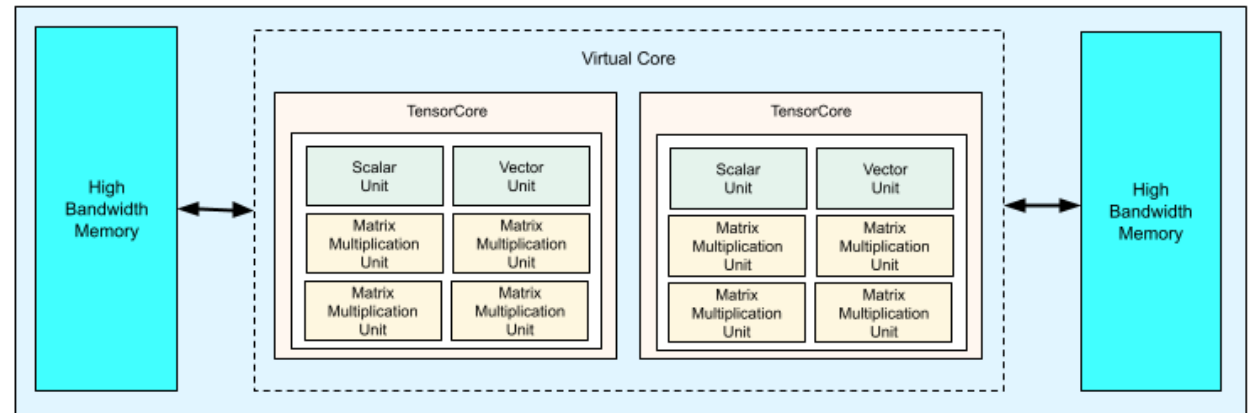 Virtual Core
High
Bandwidth
Memory
TensorCore
Scalar
Unit
Vector
Unit
Matrix
Multiplication
Unit
Matrix
Multiplication
Unit
Matrix
Multiplication
Unit
Matrix
Multiplication
Unit
TensorCore
Scalar
Unit
Vector
Unit
Matrix
Multiplication
Unit
Matrix
Multiplication
Unit
Matrix
Multiplication
Unit
Matrix
Multiplication
Unit
High
Bandwidth
Memory